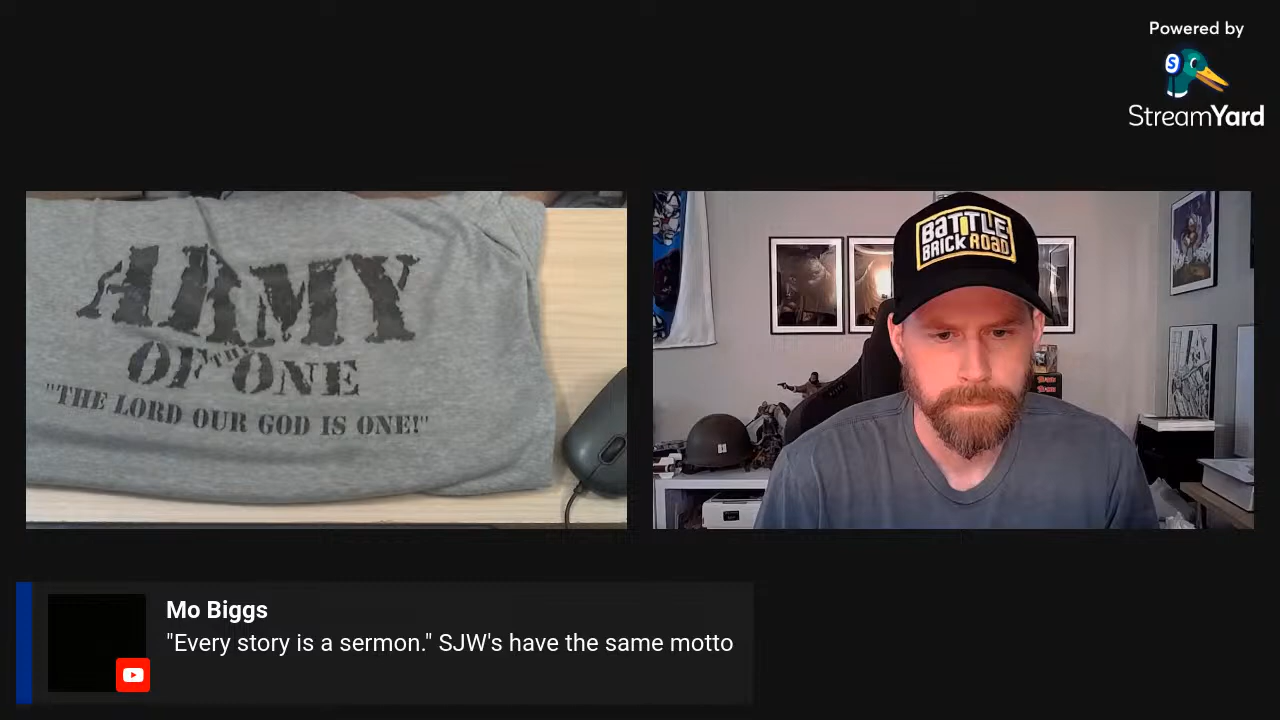 Powered by
StreamYard
ARMY
OF THE ONE
"THE LORD OUR GOD IS ONE!"
BATTLE
BRICK ROAD
Mo Biggs
"Every story is a sermon." SJW's have the same motto